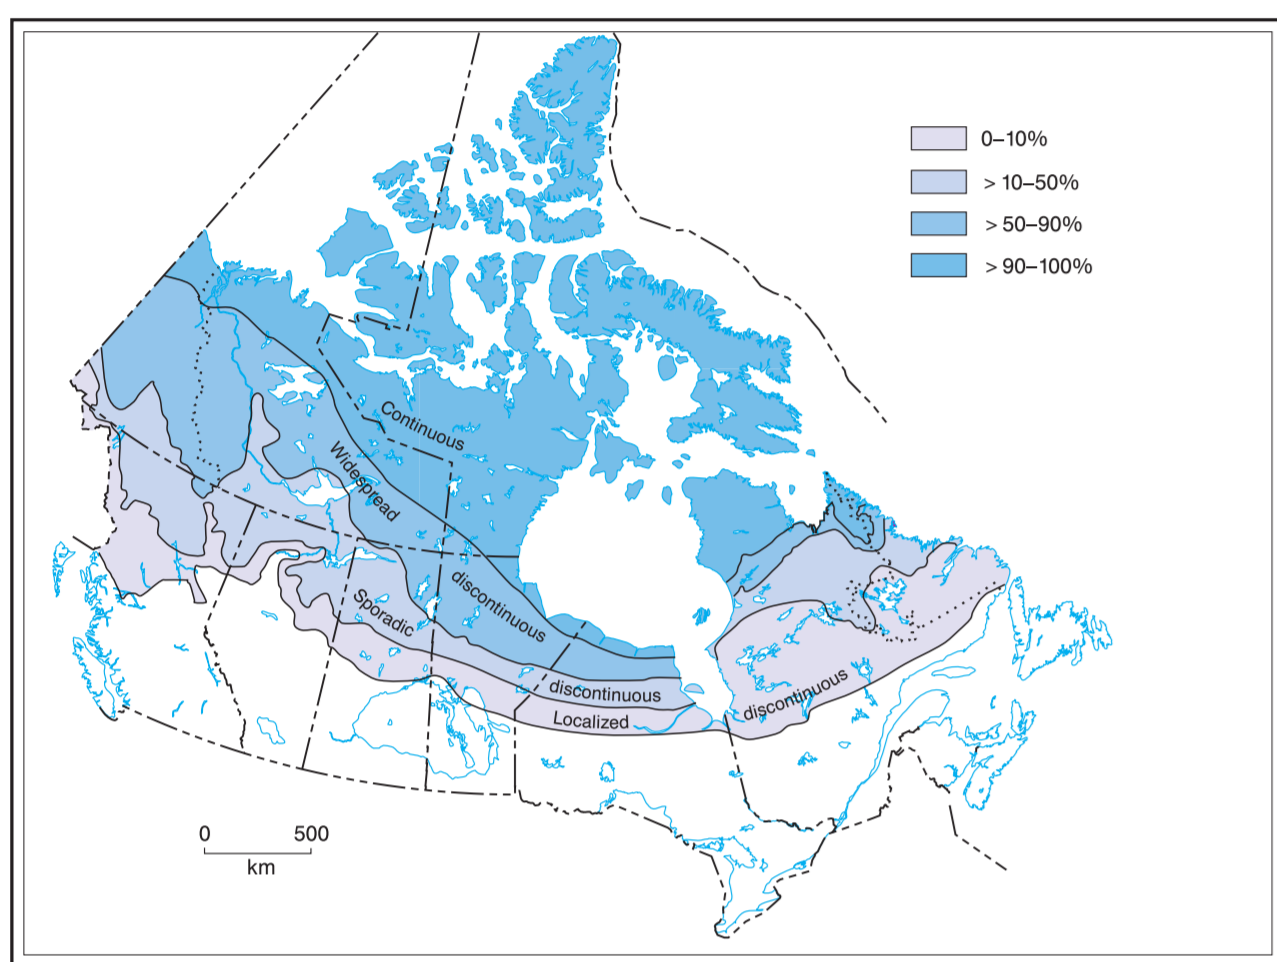 0–10%
> 10–50%
> 50–90%
> 90–100%
Continuous
Widespread
discontinuous
Sporadic
discontinuous
Localized
discontinuous
0 500
km